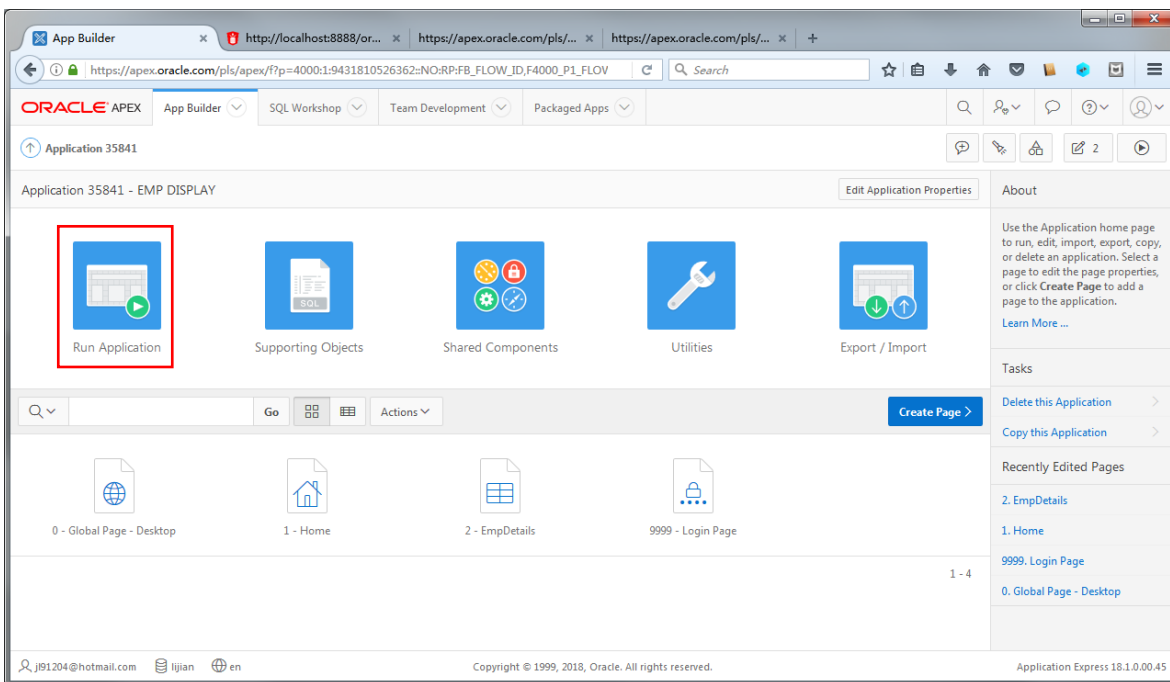 App Builder
http://localhost:8888/or...
https://apex.oracle.com/pls/...
https://apex.oracle.com/pls/...
https://apex.oracle.com/pls/apex/f?p=4000:1:9431810526362::NO:RP:FB_FLOW_ID,F4000_P1_FLOV
Search
ORACLE APEX
App Builder
SQL Workshop
Team Development
Packaged Apps
Application 35841
2
Application 35841 - EMP DISPLAY
Edit Application Properties
About
Use the Application home page
to run, edit, import, export, copy,
or delete an application. Select a
page to edit the page properties,
or click Create Page to add a
page to the application.
Learn More ...
SQL
Run Application
Supporting Objects
Shared Components
Utilities
Export / Import
Tasks
Delete this Application
Copy this Application
Go
Actions
Create Page >
Recently Edited Pages
2. EmpDetails
1. Home
9999. Login Page
0. Global Page - Desktop
0 - Global Page - Desktop
1 - Home
2 - EmpDetails
9999 - Login Page
1 - 4
jl91204@hotmail.com
lijian
en
Copyright © 1999, 2018, Oracle. All rights reserved.
Application Express 18.1.0.00.45